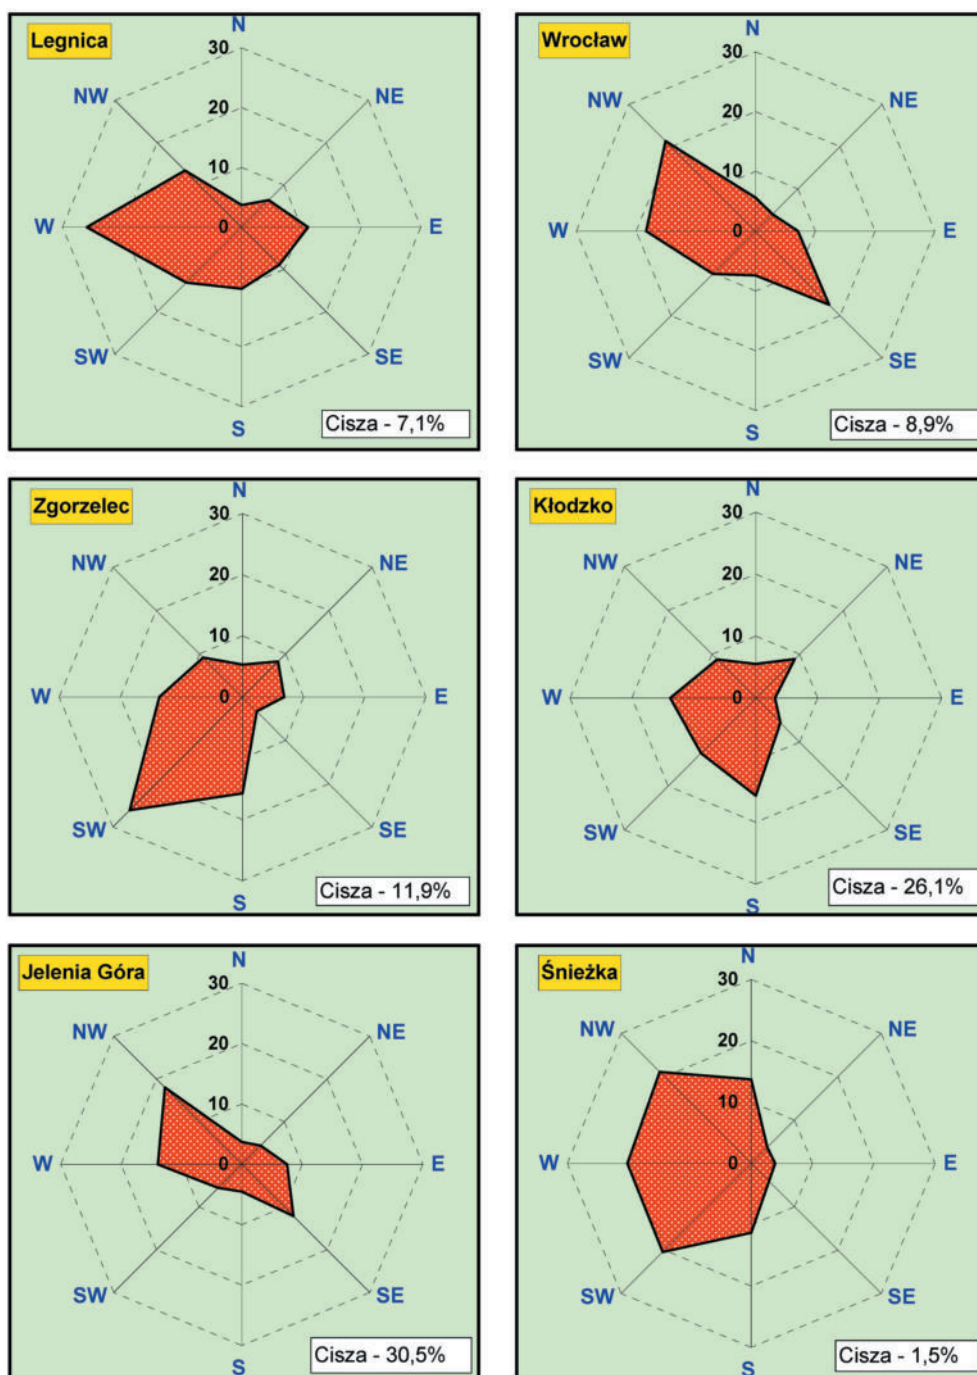 Legnica
N
30
NW
NE
20
10
W
0
E
SW
SE
S
Cisza - 7,1%
Wrocław
N
30
NW
NE
20
10
W
0
E
SW
SE
S
Cisza - 8,9%
Zgorzelec
N
30
NW
NE
20
10
W
0
E
SW
SE
S
Cisza - 11,9%
Kłodzko
N
30
NW
NE
20
10
W
0
E
SW
SE
S
Cisza - 26,1%
Jelenia Góra
N
30
NW
NE
20
10
W
0
E
SW
SE
S
Cisza - 30,5%
Śnieżka
N
30
NW
NE
20
10
W
0
E
SW
SE
S
Cisza - 1,5%